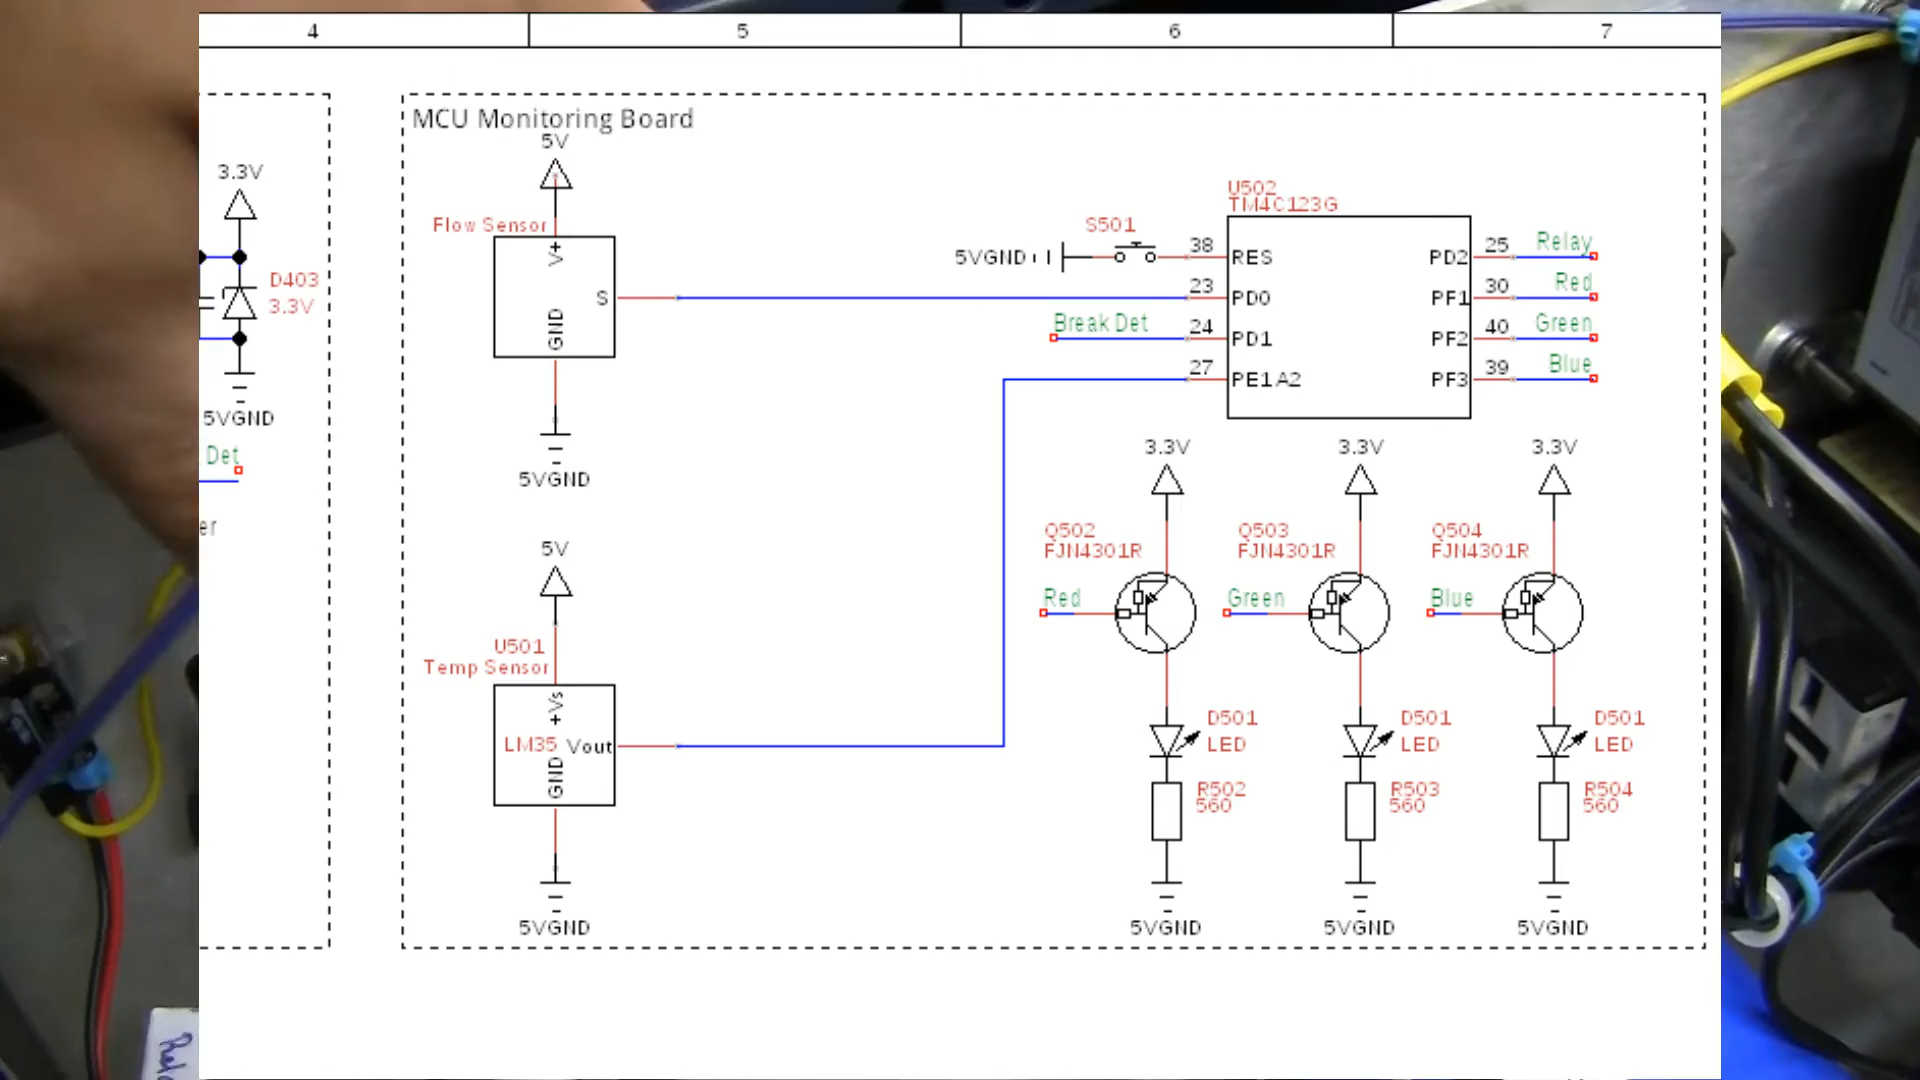 4
5
6
7
MCU Monitoring Board
5V
3.3V
Flow Sensor
V+
S
GND
5VGND
D403
3.3V
5VGND
Det
er
U502
TM4C123G
S501
5VGND
38
RES
23
PD0
Break Det
24
PD1
27
PE1A2
PD2
25
Relay
PF1
30
Red
PF2
40
Green
PF3
39
Blue
5V
U501
Temp Sensor
+Vs
LM35
Vout
GND
5VGND
3.3V
3.3V
3.3V
Q502
FJN4301R
Q503
FJN4301R
Q504
FJN4301R
Red
Green
Blue
D501
LED
D501
LED
D501
LED
R502
560
R503
560
R504
560
5VGND
5VGND
5VGND